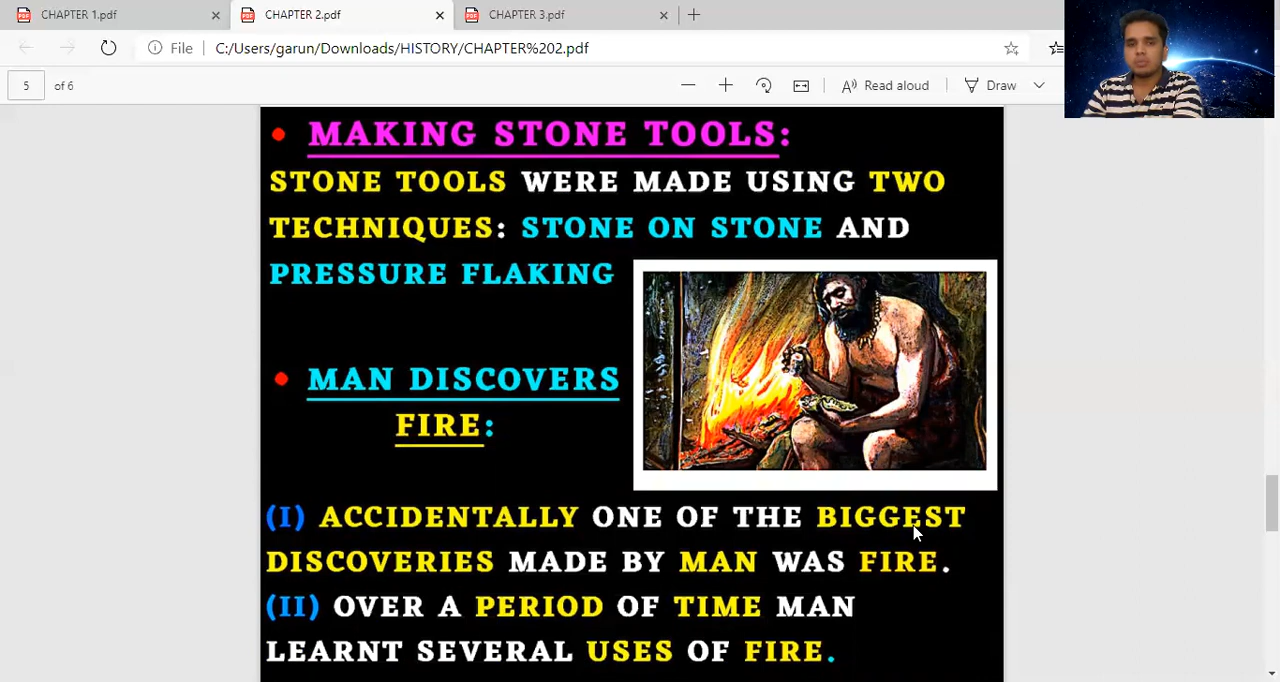 CHAPTER 1.pdf
CHAPTER 2.pdf
CHAPTER 3.pdf
File
C:/Users/garun/Downloads/HISTORY/CHAPTER%202.pdf
5 of 6
Read aloud
Draw
MAKING STONE TOOLS:
STONE TOOLS WERE MADE USING TWO
TECHNIQUES: STONE ON STONE AND
PRESSURE FLAKING
MAN DISCOVERS
FIRE:
(I) ACCIDENTALLY ONE OF THE BIGGEST
DISCOVERIES MADE BY MAN WAS FIRE.
(II) OVER A PERIOD OF TIME MAN
LEARNT SEVERAL USES OF FIRE.